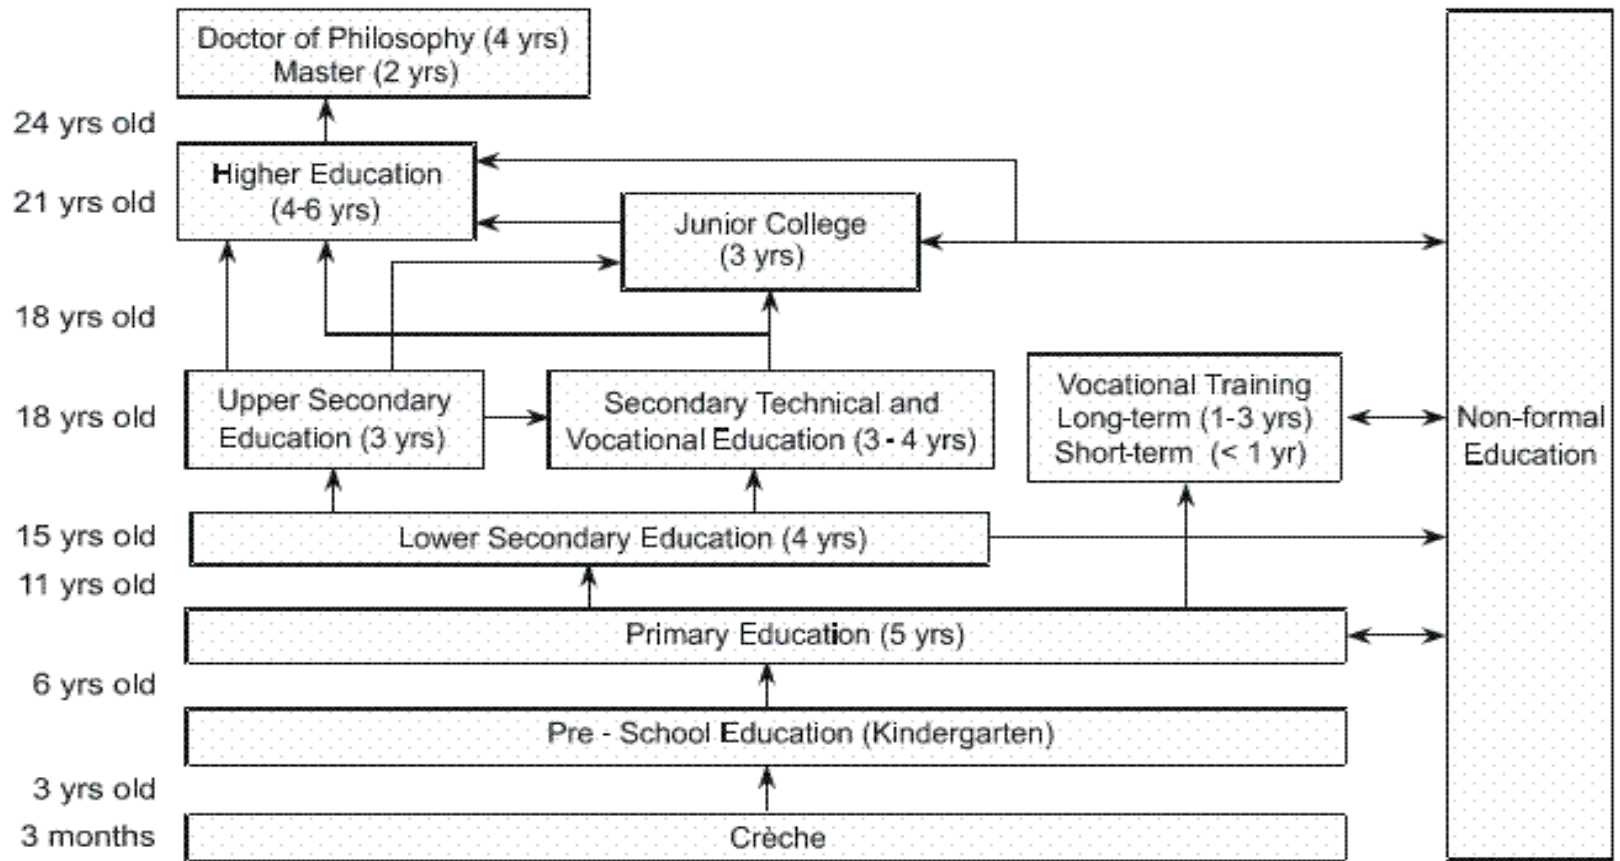 Doctor of Philosophy (4 yrs)
Master (2 yrs)
24 yrs old
Higher Education
(4-6 yrs)
21 yrs old
Junior College
(3 yrs)
18 yrs old
18 yrs old
Upper Secondary
Education (3 yrs)
Secondary Technical and
Vocational Education (3 - 4 yrs)
Vocational Training
Long-term (1-3 yrs)
Short-term (< 1 yr)
Non-formal
Education
15 yrs old
Lower Secondary Education (4 yrs)
11 yrs old
Primary Education (5 yrs)
6 yrs old
Pre - School Education (Kindergarten)
3 yrs old
3 months
Crèche